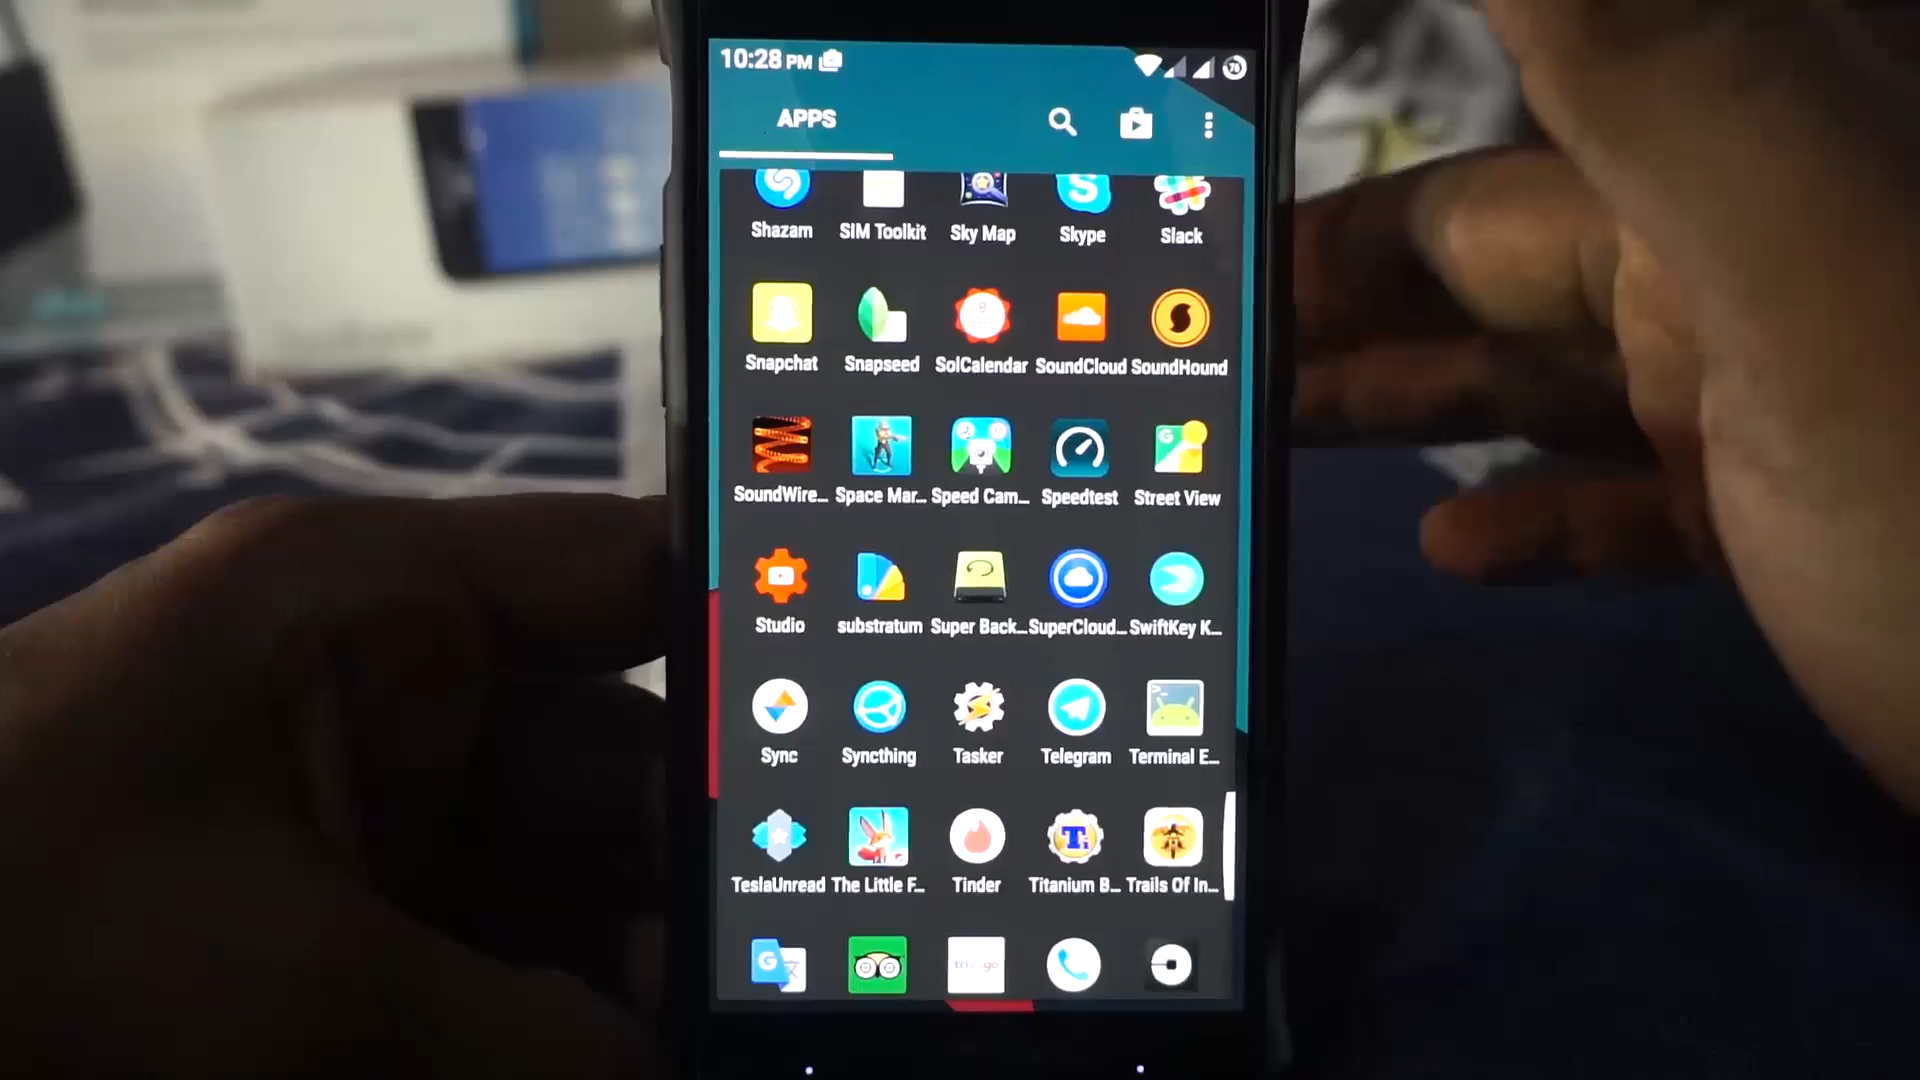 10:28 PM 76
APPS
Shazam SIM Toolkit Sky Map Skype Slack
Snapchat Snapseed SolCalendar SoundCloud SoundHound
SoundWire... Space Mar... Speed Cam... Speedtest Street View
Studio substratum Super Back... SuperCloud... SwiftKey K...
Sync Syncthing Tasker Telegram Terminal E...
TeslaUnread The Little F... Tinder Titanium B... Trails Of In...